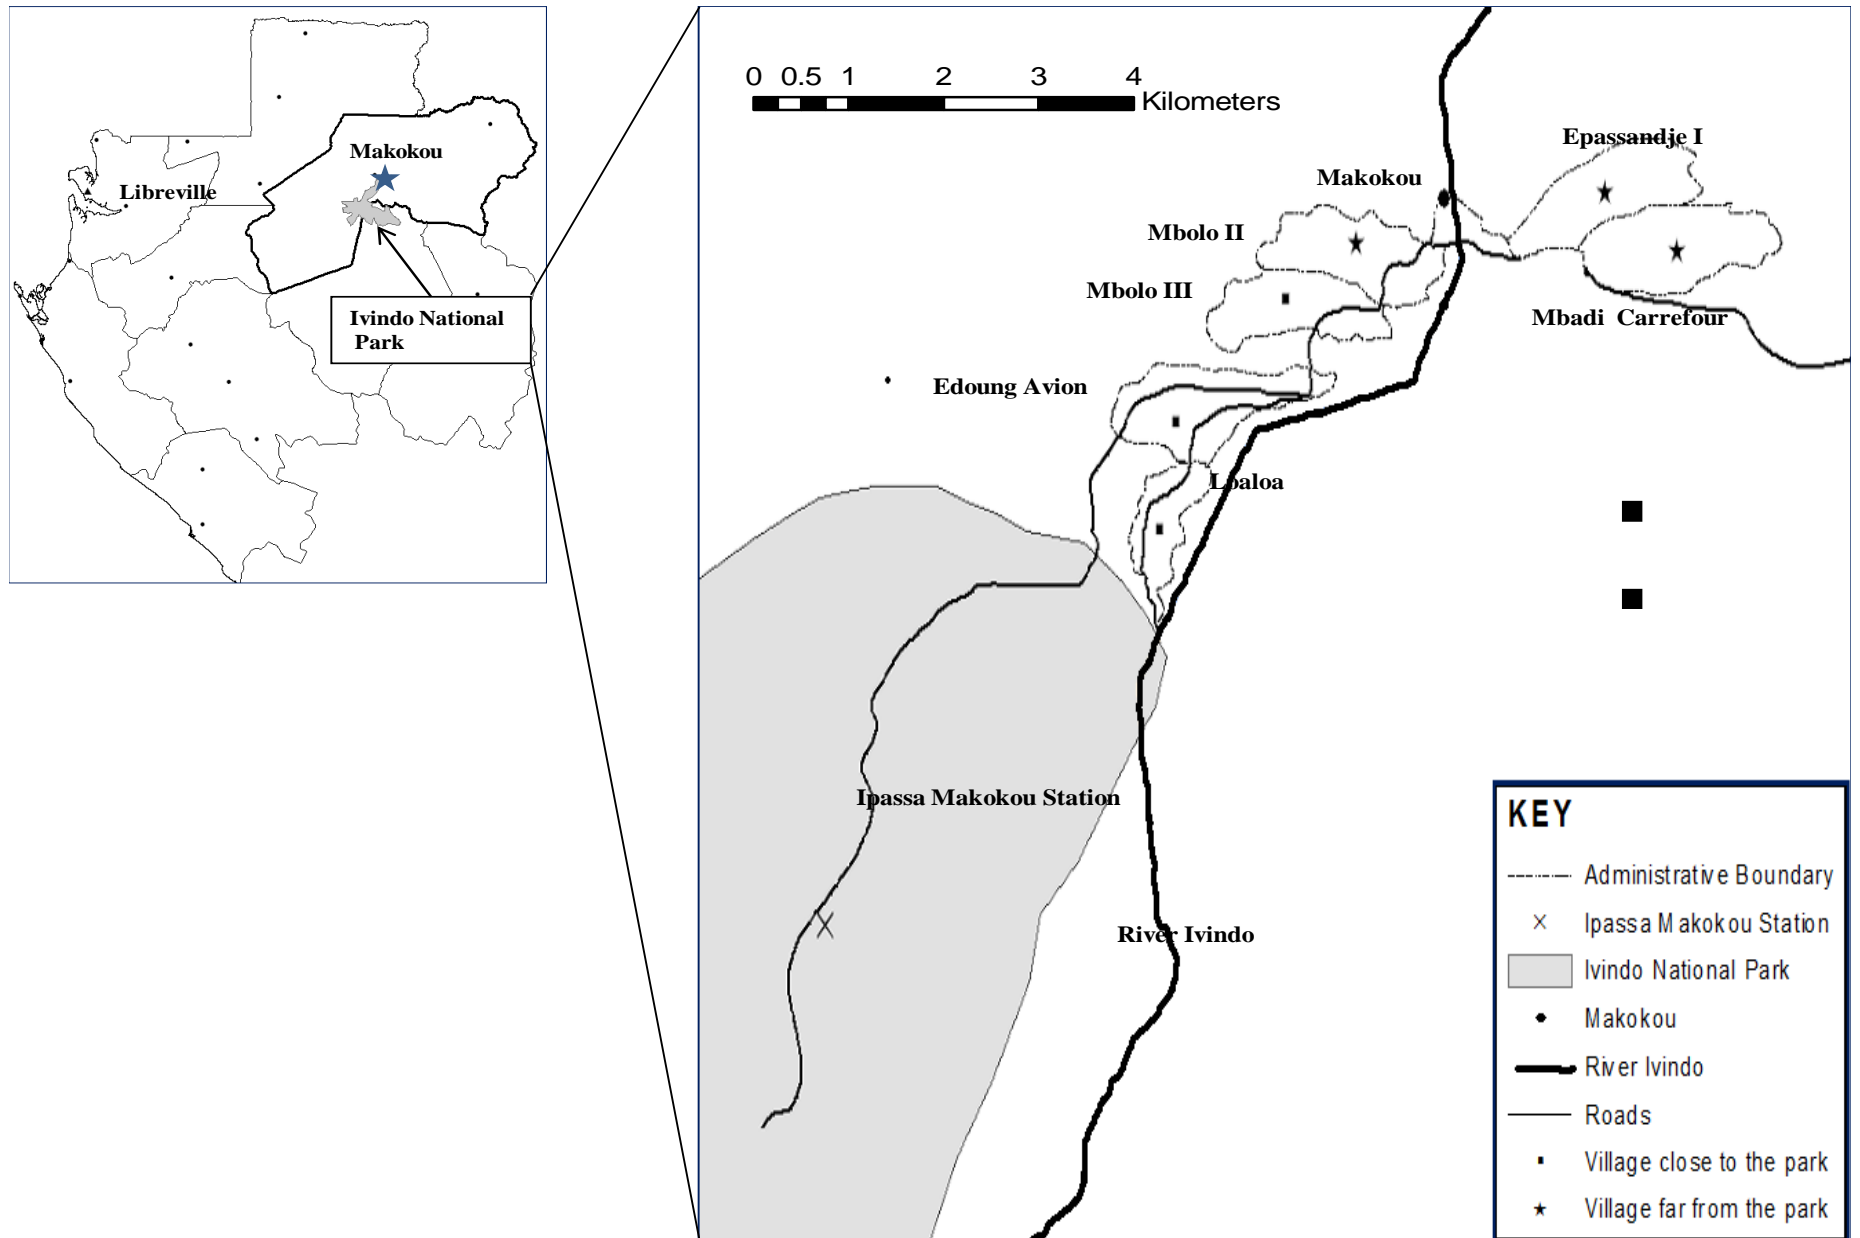 Makokou
Libreville
Ivindo National
Park
0 0.5 1 2 3 4
Kilometers
Epassandje I
Makokou
Mbolo II
Mbolo III
Mbadi Carrefour
Edoung Avion
Loaloa
Ipassa Makokou Station
River Ivindo
KEY
Administrative Boundary
Ipassa Makokou Station
Ivindo National Park
Makokou
River Ivindo
Roads
Village close to the park
Village far from the park